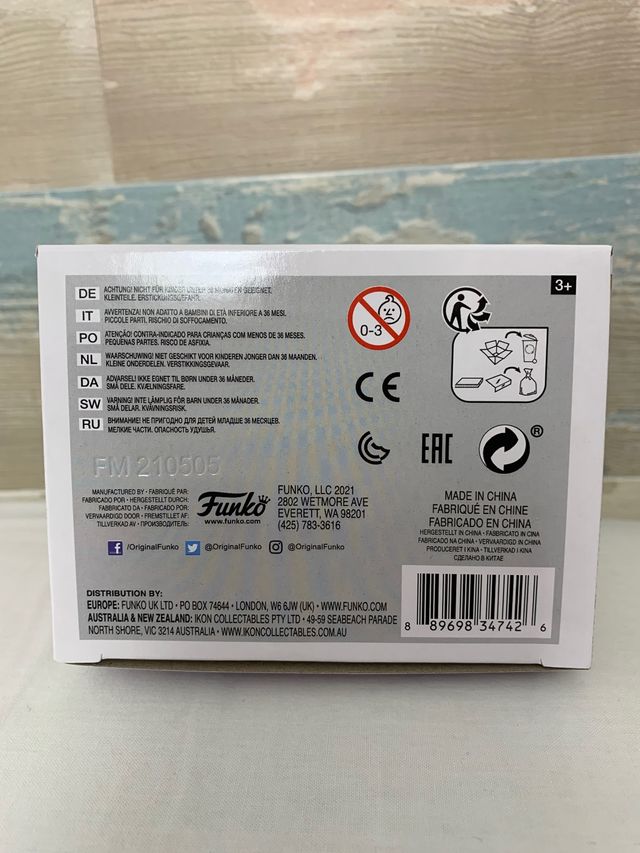 3+
DE ACHTUNG! NICHT FÜR KINDER UNTER 36 MONATEN GEEIGNET.
KLEINTEILE. ERSTICKUNGSGEFAHR.
IT AVVERTENZA! NON ADATTO A BAMBINI DI ETÀ INFERIORE A 36 MESI.
PICCOLE PARTI. RISCHIO DI SOFFOCAMENTO.
PO ATENÇÃO! CONTRA-INDICADO PARA CRIANÇAS COM MENOS DE 36 MESES.
PEQUENAS PARTES. RISCO DE ASFIXIA.
NL WAARSCHUWING! NIET GESCHIKT VOOR KINDEREN JONGER DAN 36 MAANDEN.
KLEINE ONDERDELEN. VERSTIKKINGSGEVAAR.
DA ADVARSEL! IKKE EGNET TIL BØRN UNDER 36 MÅNEDER.
SMÅ DELE. KVÆLNINGSFARE.
SW VARNING! INTE LÄMPLIG FÖR BARN UNDER 36 MÅNADER.
SMÅ DELAR. KVÄVNINGSRISK.
RU ВНИМАНИЕ! НЕ ПРИГОДНО ДЛЯ ДЕТЕЙ МЛАДШЕ 36 МЕСЯЦЕВ.
МЕЛКИЕ ЧАСТИ. ОПАСНОСТЬ УДУШЬЯ.
0-3
CE
EAC
®
FM 210505
MANUFACTURED BY • FABRIQUÉ PAR:
FABRICADO POR • HERGESTELLT DURCH:
FABBRICATO DA • FABRICADO POR:
VERVAARDIGD DOOR • FREMSTILLET AF:
TILLVERKAD AV • ПРОИЗВОДИТЕЛЬ:
Funko
www.funko.com
FUNKO, LLC 2021
2802 WETMORE AVE
EVERETT, WA 98201
(425) 783-3616
MADE IN CHINA
FABRIQUÉ EN CHINE
FABRICADO EN CHINA
HERGESTELLT IN CHINA • FABBRICATO IN CINA
FABRICADO NA CHINA • VERVAARDIGD IN CHINA
PRODUCERET I KINA • TILLVERKAD I KINA
СДЕЛАНО В КИТАЕ
f /OriginalFunko @OriginalFunko @OriginalFunko
DISTRIBUTION BY:
EUROPE: FUNKO UK LTD • PO BOX 74644 • LONDON, W6 6JW (UK) • WWW.FUNKO.COM
AUSTRALIA & NEW ZEALAND: IKON COLLECTABLES PTY LTD • 49-59 SEABEACH PARADE
NORTH SHORE, VIC 3214 AUSTRALIA • WWW.IKONCOLLECTABLES.COM.AU
8 89698 34742 6